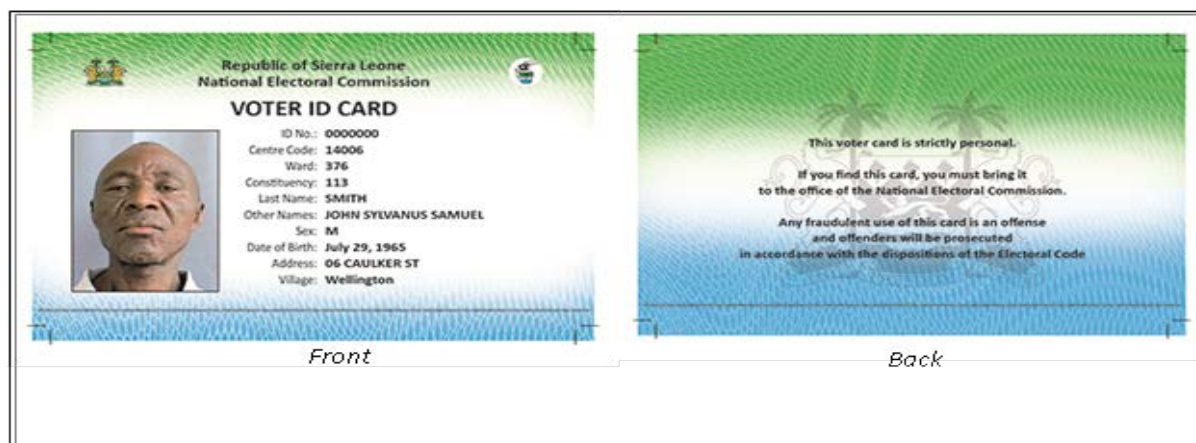 Republic of Sierra Leone
National Electoral Commission
VOTER ID CARD
ID No.: 0000000
Centre Code: 14006
Ward: 376
Constituency: 113
Last Name: SMITH
Other Names: JOHN SYLVANUS SAMUEL
Sex: M
Date of Birth: July 29, 1965
Address: 06 CAULKER ST
Village: Wellington
Front
This voter card is strictly personal.
If you find this card, you must bring it
to the office of the National Electoral Commission.
Any fraudulent use of this card is an offense
and offenders will be prosecuted
in accordance with the dispositions of the Electoral Code
Back